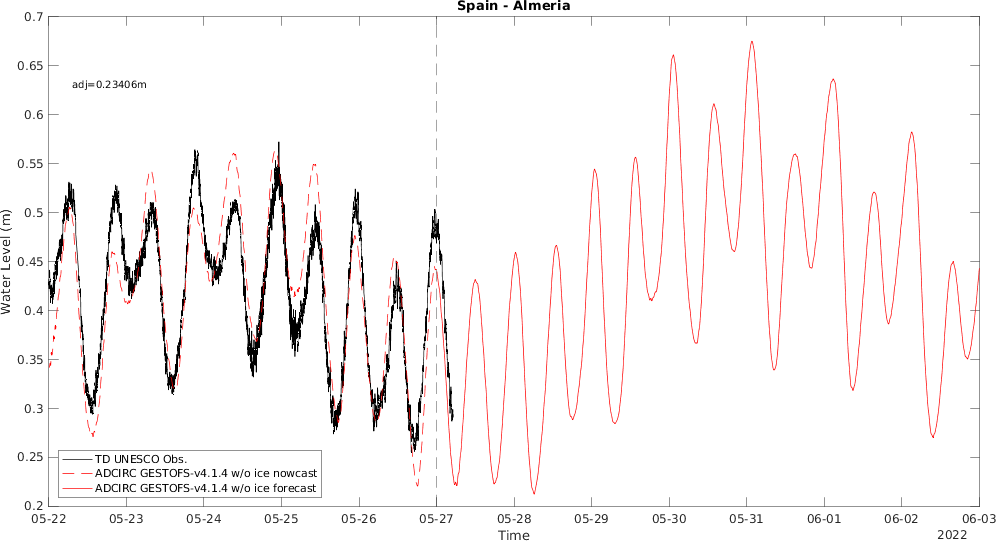 Spain - Almeria
0.7
0.65
adj=0.23406m
0.6
0.55
0.5
0.45
0.4
0.35
0.3
0.25
0.2
Water Level (m)
TD UNESCO Obs.
ADCIRC GESTOFS-v4.1.4 w/o ice nowcast
ADCIRC GESTOFS-v4.1.4 w/o ice forecast
05-22 05-23 05-24 05-25 05-26 05-27 05-28 05-29 05-30 05-31 06-01 06-02 06-03
Time
2022